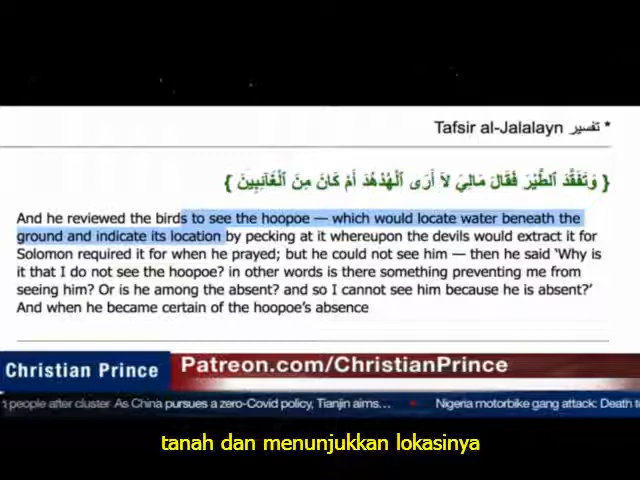 Tafsir al-Jalalayn تفسير *
{ وَتَفَقَّدَ ٱلطَّيْرَ فَقَالَ مَالِيَ لاَ أَرَى ٱلْهُدْهُدَ أَمْ كَانَ مِنَ ٱلْغَآئِبِينَ }
And he reviewed the birds to see the hoopoe — which would locate water beneath the
ground and indicate its location by pecking at it whereupon the devils would extract it for
Solomon required it for when he prayed; but he could not see him — then he said ‘Why is
it that I do not see the hoopoe? in other words is there something preventing me from
seeing him? Or is he among the absent? and so I cannot see him because he is absent?’
And when he became certain of the hoopoe’s absence
Christian Prince
Patreon.com/ChristianPrince
people after cluster As China pursues a zero-Covid policy, Tianjin aims... Nigeria motorbike gang attack: Death to
tanah dan menunjukkan lokasinya